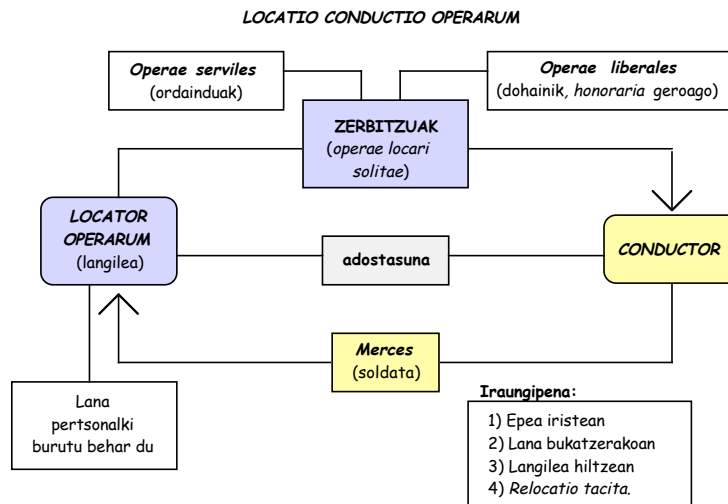 LOCATIO CONDUCTIO OPERARUM
Operae serviles
(ordainduak)
Operae liberales
(dohainik, honoraria geroago)
ZERBITZUAK
(operae locari
solitae)
LOCATOR
OPERARUM
(langilea)
adostasuna
CONDUCTOR
Merces
(soldata)
Lana
pertsonalki
burutu behar du
Iraungipena:
1) Epea iristean
2) Lana bukatzerakoan
3) Langilea hiltzean
4) Relocatio tacita.